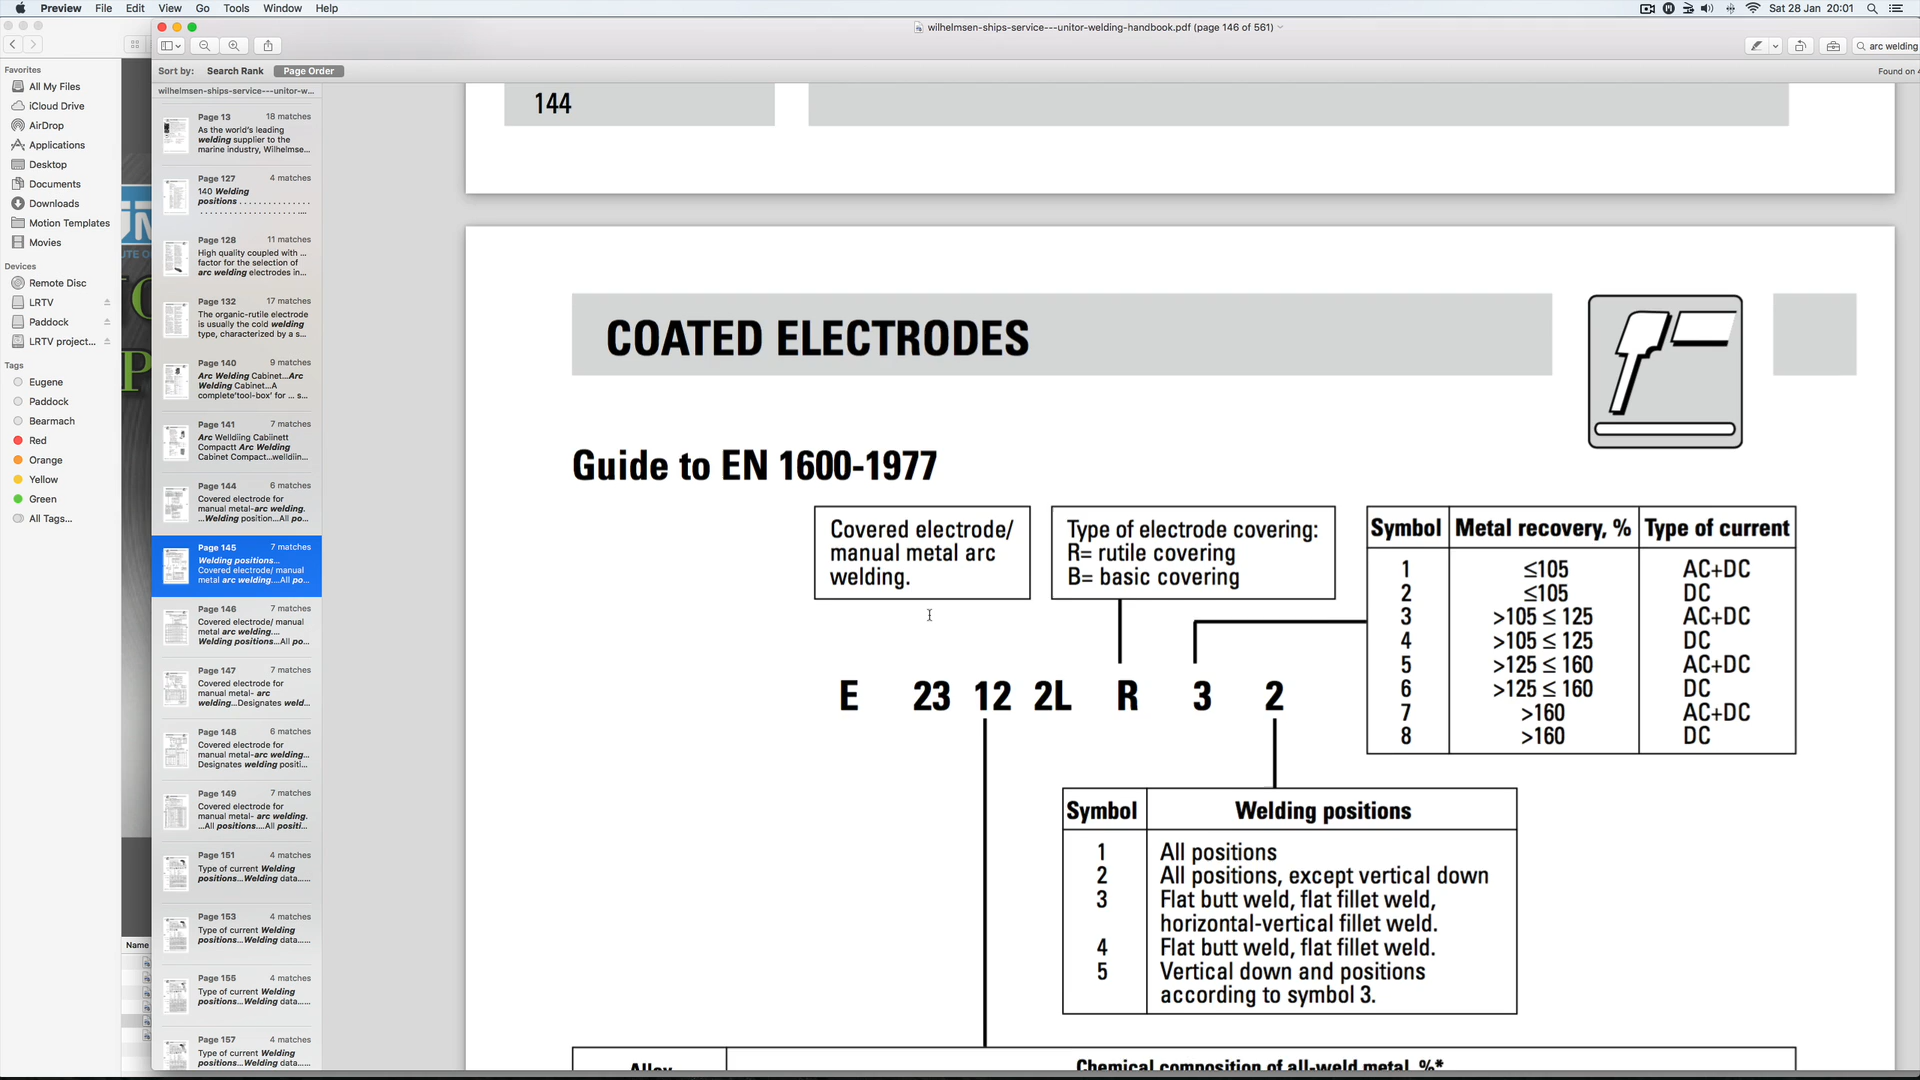 Preview File Edit View Go Tools Window Help
Sat 28 Jan 20:01
wilhelmsen-ships-service---unitor-welding-handbook.pdf (page 146 of 561)
arc welding
Sort by: Search Rank Page Order
Found on 4
Favorites
All My Files
iCloud Drive
AirDrop
Applications
Desktop
Documents
Downloads
Motion Templates
Movies
Devices
Remote Disc
LRTV
Paddock
LRTV project...
Tags
Eugene
Paddock
Bearmach
Red
Orange
Yellow
Green
All Tags...
Name
wilhelmsen-ships-service---unitor-w...
Page 13 18 matches
As the world's leading
welding supplier to the
marine industry, Wilhelmse...
Page 127 4 matches
140 Welding
positions . . . . . . . . . . . . . .
. . . . . . . . . . . . . . . . . . . . . ....
Page 128 11 matches
High quality coupled with ...
factor for the selection of
arc welding electrodes in...
Page 132 17 matches
The organic-rutile electrode
is usually the cold welding
type, characterized by a s...
Page 140 9 matches
Arc Welding Cabinet...Arc
Welding Cabinet...A
complete'tool-box' for ... s...
Page 141 7 matches
Arc Welldiing Cabiinett
Compactt Arc Welding
Cabinet Compact...welldiin...
Page 144 6 matches
Covered electrode for
manual metal-arc welding.
...Welding position...All po...
Page 145 7 matches
Welding positions...
Covered electrode/ manual
metal arc welding....All po...
Page 146 7 matches
Covered electrode/ manual
metal arc welding....
Welding positions...All po...
Page 147 7 matches
Covered electrode for
manual metal- arc
welding...Designates weld...
Page 148 6 matches
Covered electrode for
manual metal-arc welding...
Designates welding positi...
Page 149 7 matches
Covered electrode for
manual metal- arc welding.
...All positions....All positi...
Page 151 4 matches
Type of current Welding
positions...Welding data......
Page 153 4 matches
Type of current Welding
positions...Welding data......
Page 155 4 matches
Type of current Welding
positions...Welding data......
Page 157 4 matches
Type of current Welding
positions...Welding data......
144
COATED ELECTRODES
Guide to EN 1600-1977
Covered electrode/
manual metal arc
welding.
Type of electrode covering:
R= rutile covering
B= basic covering
Symbol Metal recovery, % Type of current
1 ≤105 AC+DC
2 ≤105 DC
3 >105 ≤ 125 AC+DC
4 >105 ≤ 125 DC
5 >125 ≤ 160 AC+DC
6 >125 ≤ 160 DC
7 >160 AC+DC
8 >160 DC
E 23 12 2L R 3 2
Symbol Welding positions
1 All positions
2 All positions, except vertical down
3 Flat butt weld, flat fillet weld,
horizontal-vertical fillet weld.
4 Flat butt weld, flat fillet weld.
5 Vertical down and positions
according to symbol 3.
Alloy Chemical composition of all-weld metal, %*